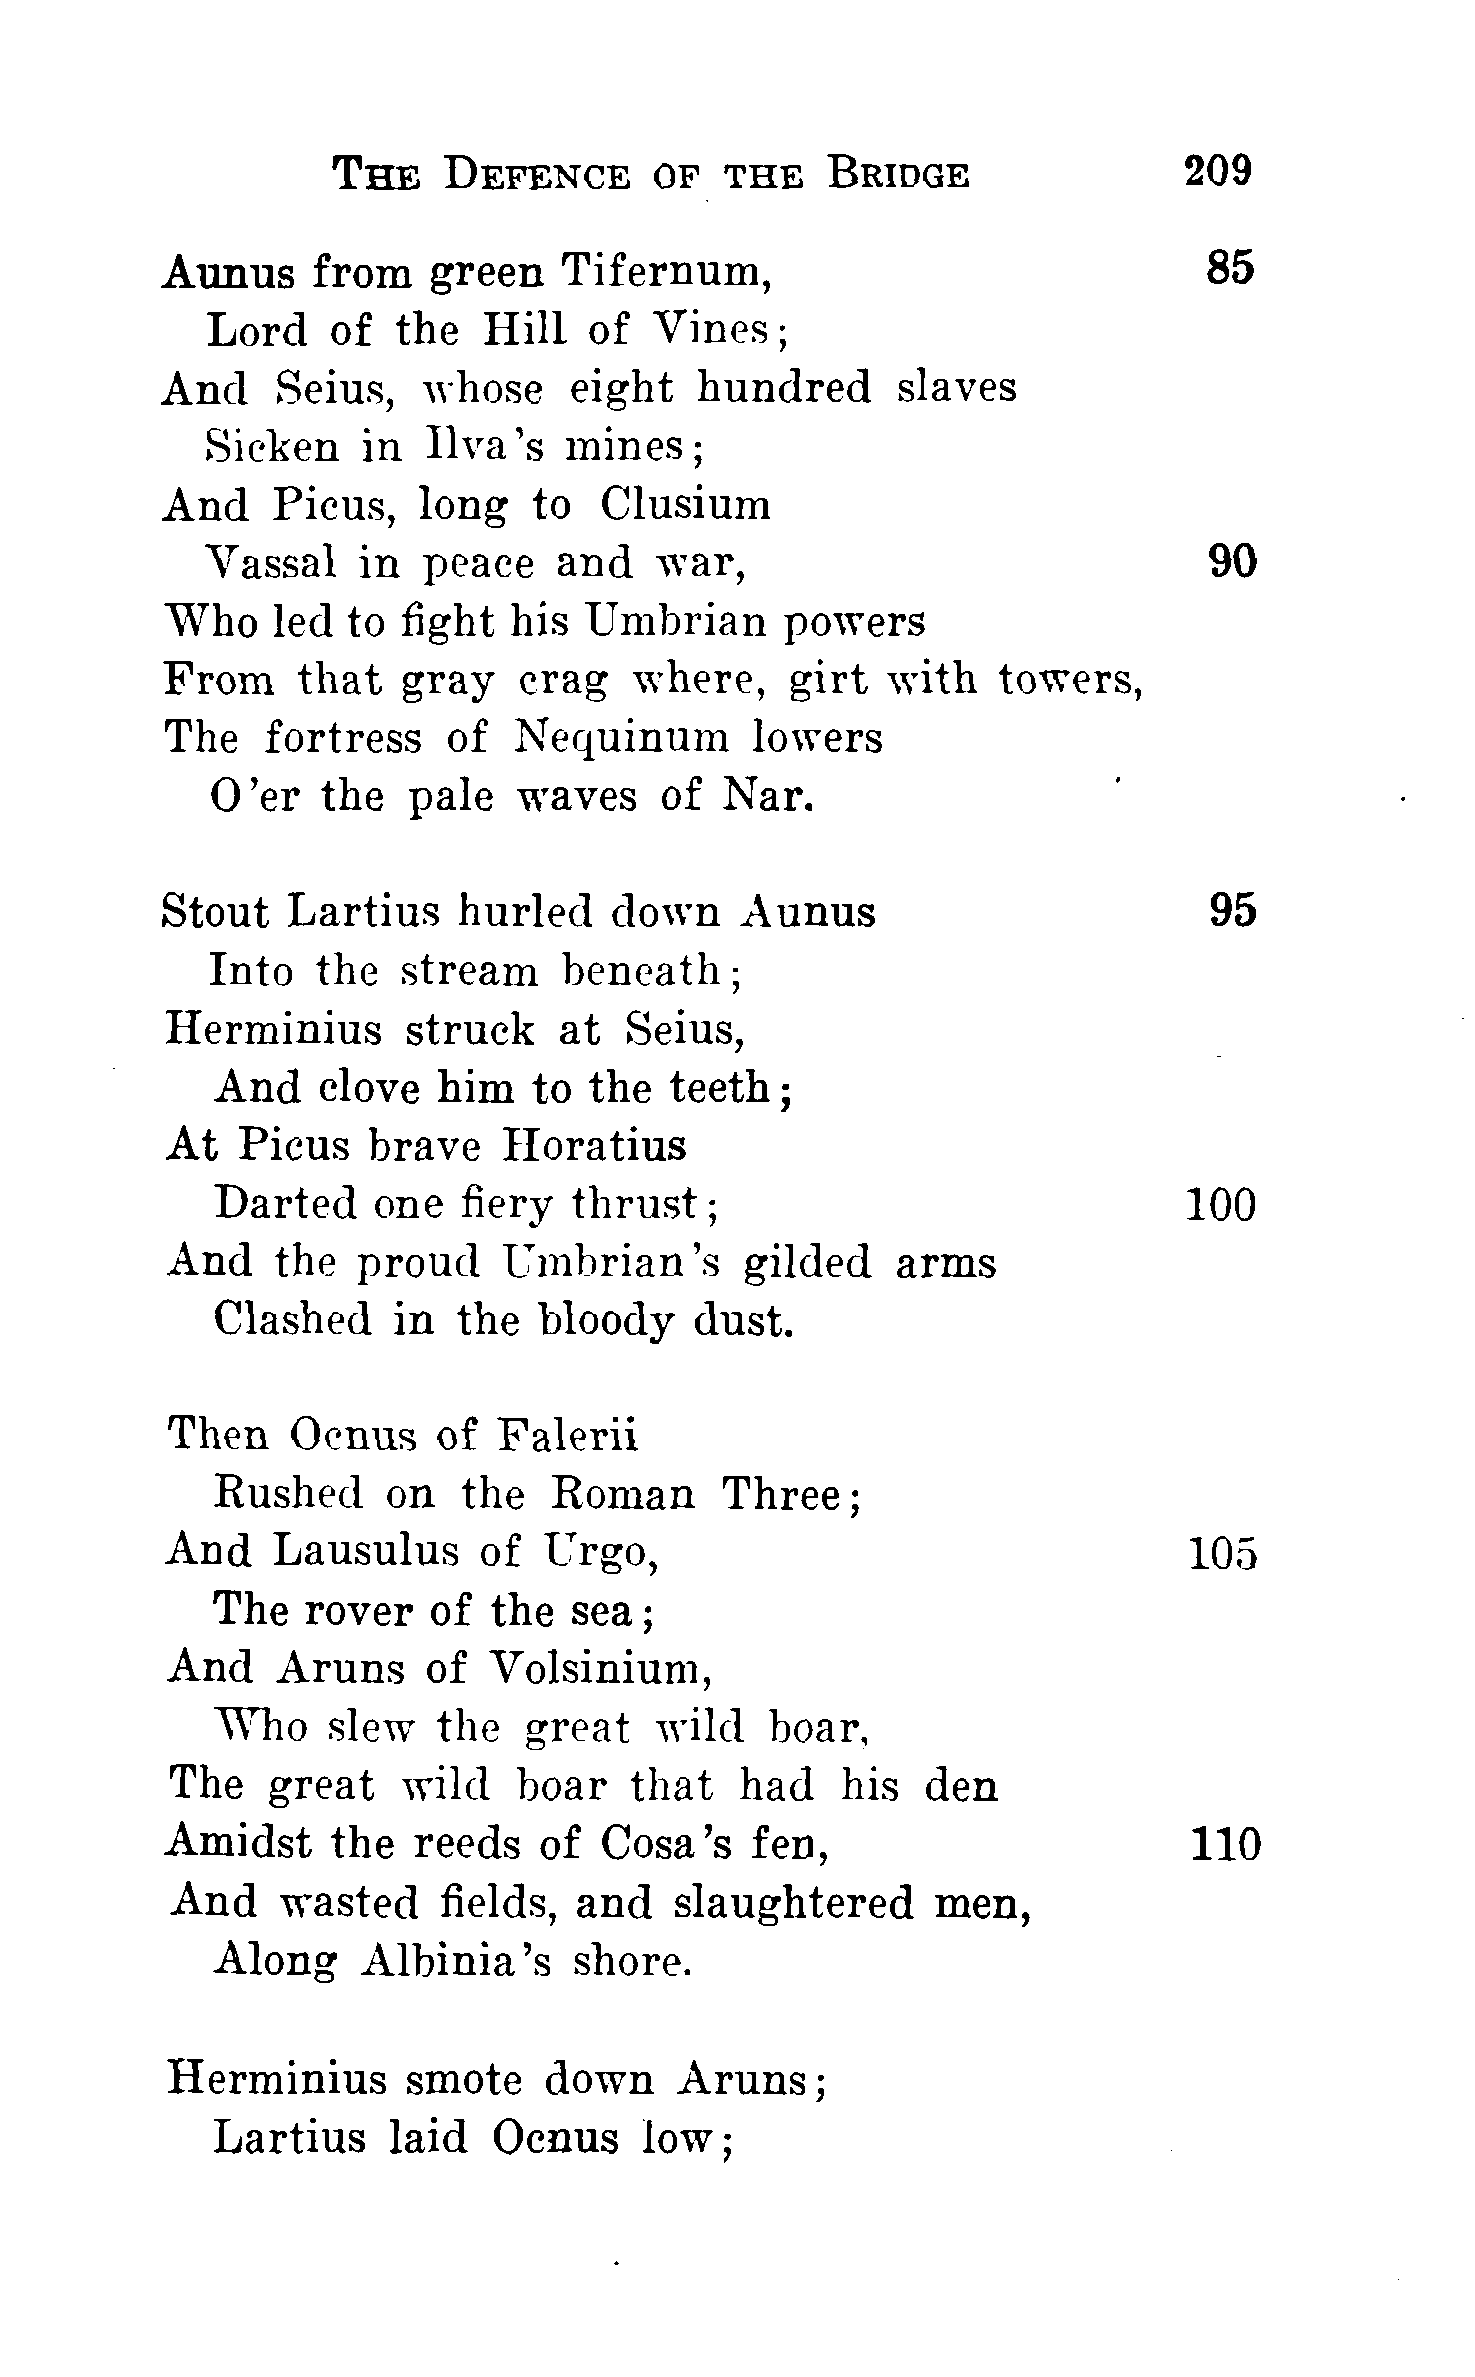 THE DEFENCE OF THE BRIDGE 209
Aunus from green Tifernum, 85
Lord of the Hill of Vines;
And Seius, whose eight hundred slaves
Sicken in Ilva's mines;
And Picus, long to Clusium
Vassal in peace and war, 90
Who led to fight his Umbrian powers
From that gray crag where, girt with towers,
The fortress of Nequinum lowers
O'er the pale waves of Nar.
Stout Lartius hurled down Aunus 95
Into the stream beneath;
Herminius struck at Seius,
And clove him to the teeth;
At Picus brave Horatius
Darted one fiery thrust; 100
And the proud Umbrian's gilded arms
Clashed in the bloody dust.
Then Ocnus of Falerii
Rushed on the Roman Three;
And Lausulus of Urgo, 105
The rover of the sea;
And Aruns of Volsinium,
Who slew the great wild boar,
The great wild boar that had his den
Amidst the reeds of Cosa's fen, 110
And wasted fields, and slaughtered men,
Along Albinia's shore.
Herminius smote down Aruns;
Lartius laid Ocnus low;